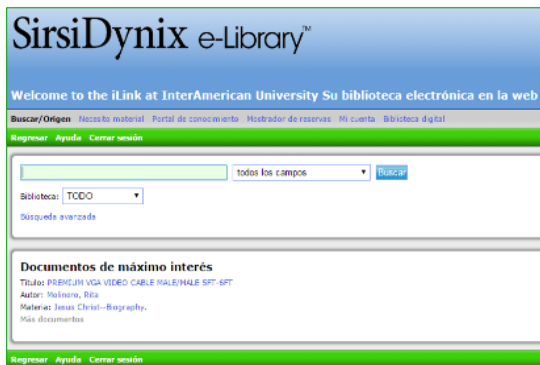 SirsiDynix e-Library™
Welcome to the iLink at InterAmerican University Su biblioteca electrónica en la web
Buscar/Origen Necesito material Portal de conocimiento Mostrador de reservas Mi cuenta Biblioteca digital
Regresar Ayuda Cerrar sesión
todos los campos Buscar
Biblioteca: TODO
Búsqueda avanzada
Documentos de máximo interés
Título: PREMIUM VGA VIDEO CABLE MALE/MALE 5FT-6FT
Autor: Molinero, Rita
Materia: Jesus Christ--Biography.
Más documentos
Regresar Ayuda Cerrar sesión